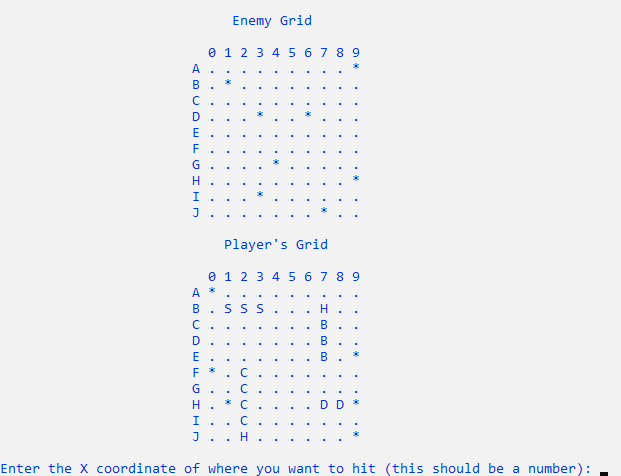 Enemy Grid
0 1 2 3 4 5 6 7 8 9
A . . . . . . . . . *
B . * . . . . . . . .
C . . . . . . . . . .
D . . . * . . * . . .
E . . . . . . . . . .
F . . . . . . . . . .
G . . . . * . . . . .
H . . . . . . . . . *
I . . . * . . . . . .
J . . . . . . . * . .
Player's Grid
0 1 2 3 4 5 6 7 8 9
A * . . . . . . . . .
B . S S S . . . H . .
C . . . . . . . B . .
D . . . . . . . B . .
E . . . . . . . B . *
F * . C . . . . . . .
G . . C . . . . . . .
H . * C . . . . D D *
I . . C . . . . . . .
J . . H . . . . . . *
Enter the X coordinate of where you want to hit (this should be a number):